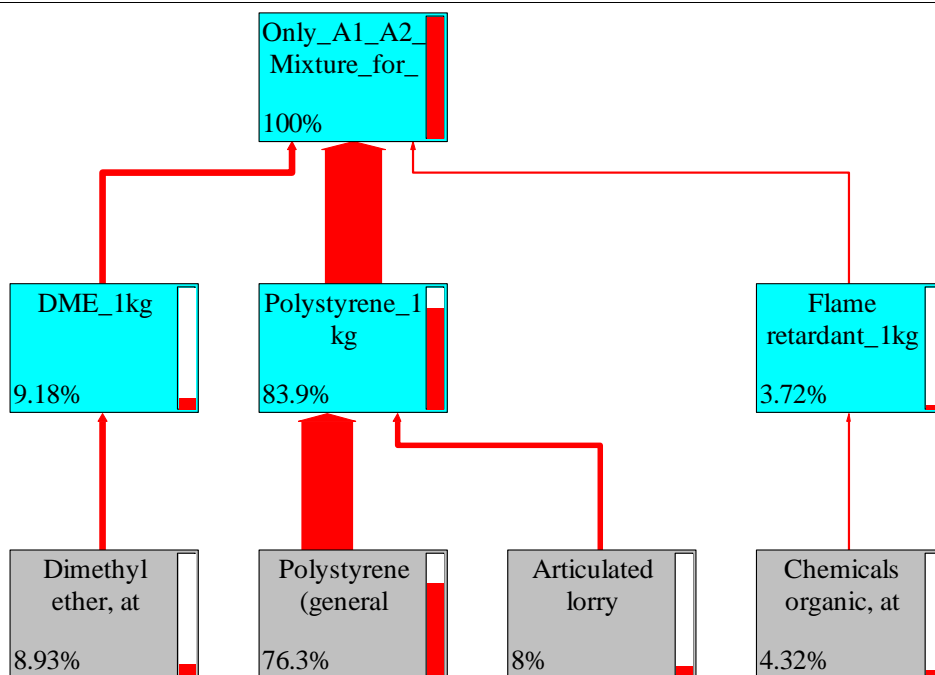 Only_A1_A2_
Mixture_for_
100%
DME_1kg
9.18%
Polystyrene_1
kg
83.9%
Flame
retardant_1kg
3.72%
Dimethyl
ether, at
8.93%
Polystyrene
(general
76.3%
Articulated
lorry
8%
Chemicals
organic, at
4.32%